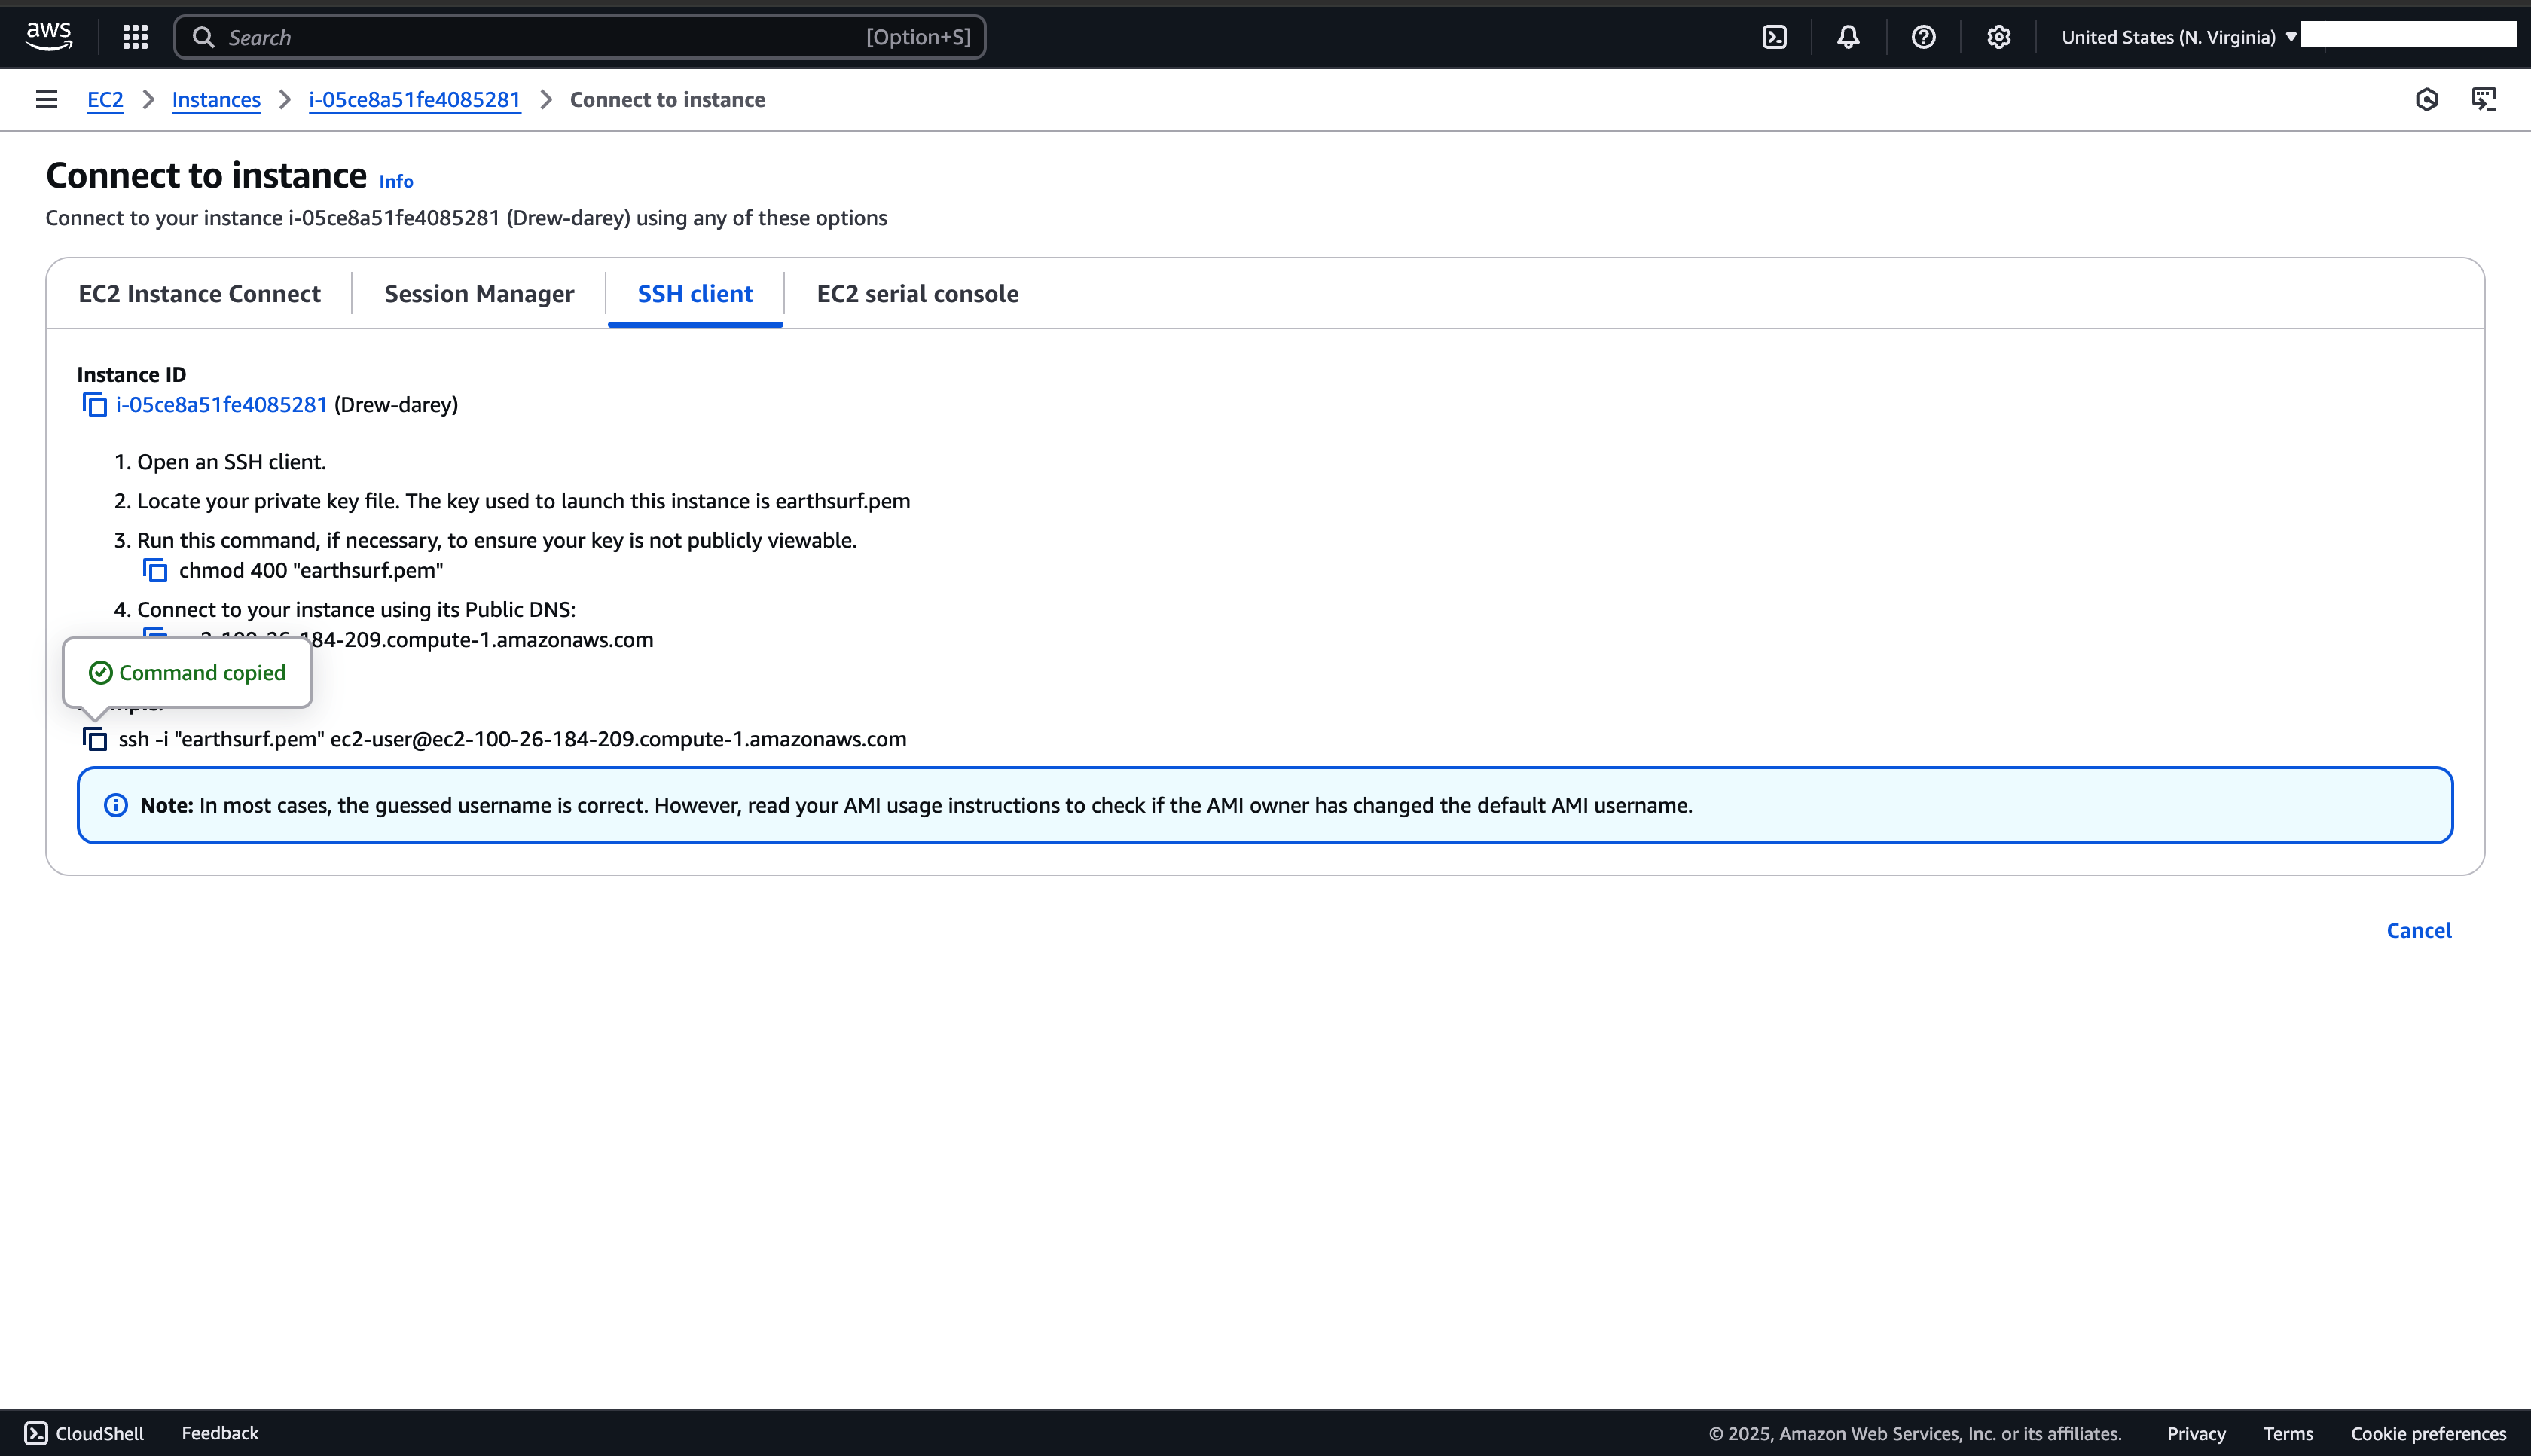 aws
Search [Option+S]
United States (N. Virginia)
EC2 Instances i-05ce8a51fe4085281 Connect to instance
Connect to instance Info
Connect to your instance i-05ce8a51fe4085281 (Drew-darey) using any of these options
EC2 Instance Connect Session Manager SSH client EC2 serial console
Instance ID
i-05ce8a51fe4085281 (Drew-darey)
1. Open an SSH client.
2. Locate your private key file. The key used to launch this instance is earthsurf.pem
3. Run this command, if necessary, to ensure your key is not publicly viewable.
chmod 400 "earthsurf.pem"
4. Connect to your instance using its Public DNS:
ec2-100-26-184-209.compute-1.amazonaws.com
Command copied
ssh -i "earthsurf.pem" ec2-user@ec2-100-26-184-209.compute-1.amazonaws.com
Note: In most cases, the guessed username is correct. However, read your AMI usage instructions to check if the AMI owner has changed the default AMI username.
Cancel
CloudShell Feedback © 2025, Amazon Web Services, Inc. or its affiliates. Privacy Terms Cookie preferences